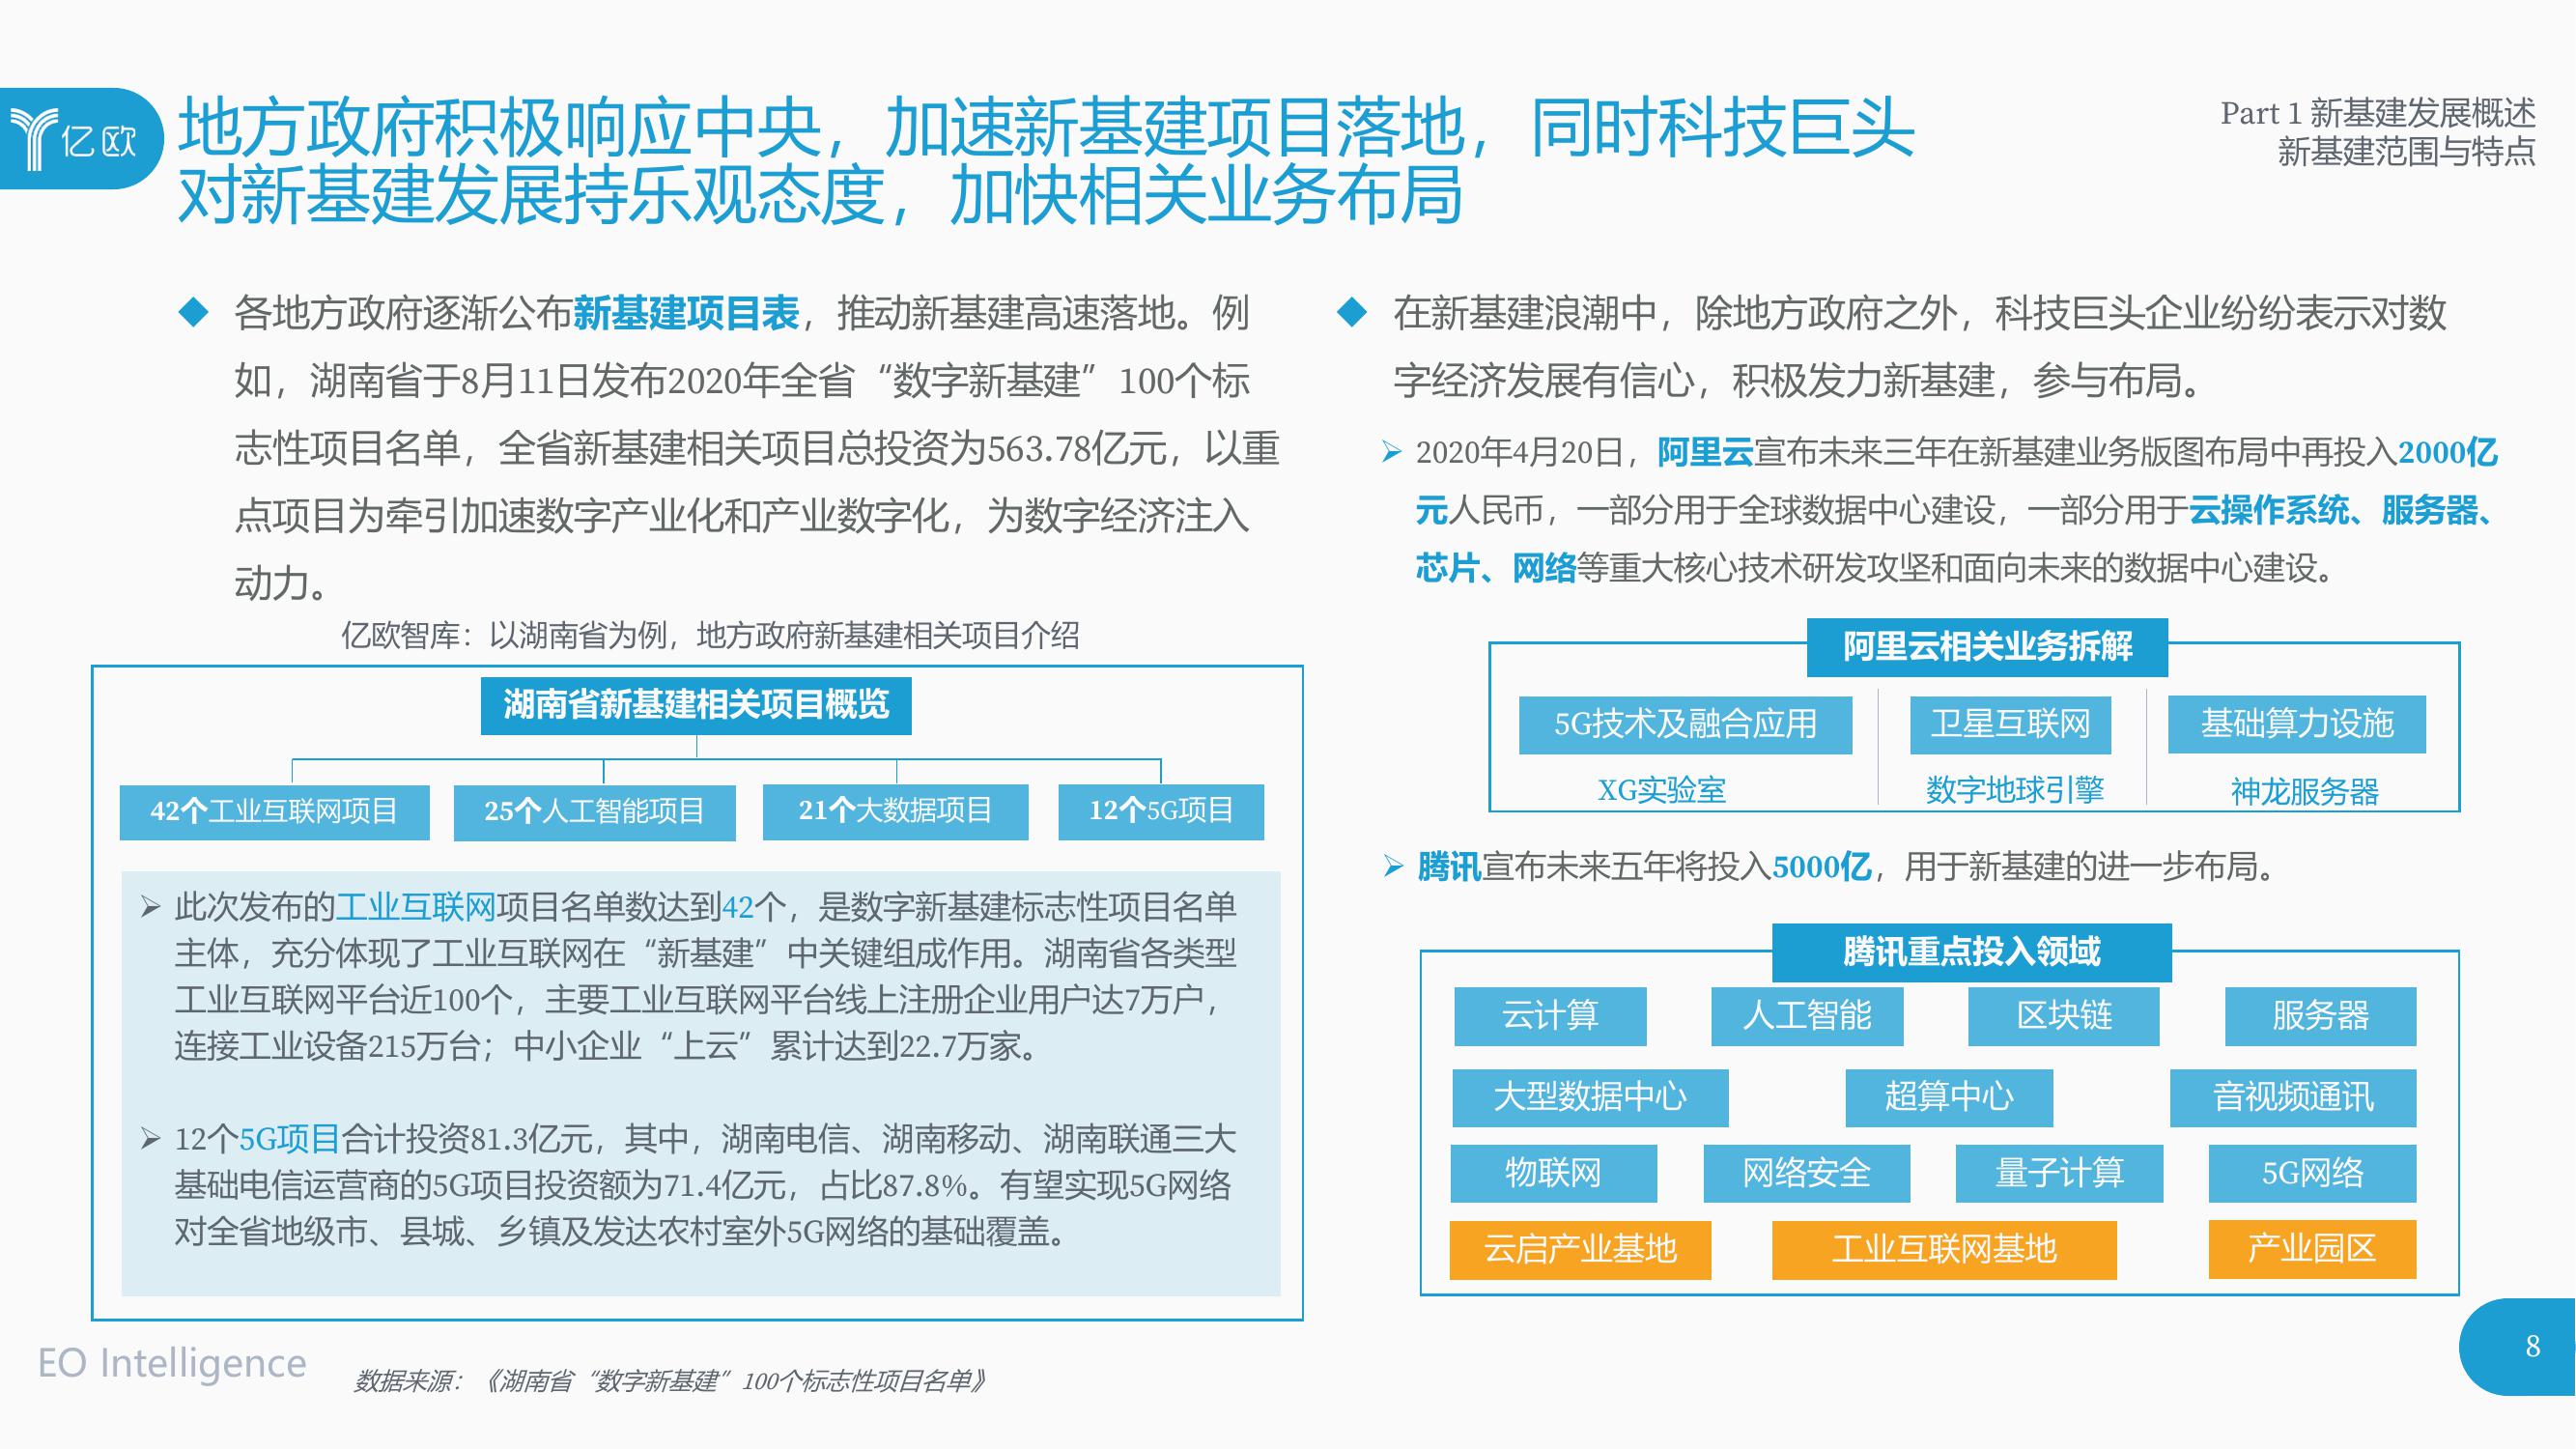 亿欧
地方政府积极响应中央，加速新基建项目落地，同时科技巨头
对新基建发展持乐观态度，加快相关业务布局
Part 1 新基建发展概述
新基建范围与特点
各地方政府逐渐公布新基建项目表，推动新基建高速落地。例
如，湖南省于8月11日发布2020年全省“数字新基建”100个标
志性项目名单，全省新基建相关项目总投资为563.78亿元，以重
点项目为牵引加速数字产业化和产业数字化，为数字经济注入
动力。
亿欧智库：以湖南省为例，地方政府新基建相关项目介绍
湖南省新基建相关项目概览
42个工业互联网项目
25个人工智能项目
21个大数据项目
12个5G项目
此次发布的工业互联网项目名单数达到42个，是数字新基建标志性项目名单
主体，充分体现了工业互联网在“新基建”中关键组成作用。湖南省各类型
工业互联网平台近100个，主要工业互联网平台线上注册企业用户达7万户，
连接工业设备215万台；中小企业“上云”累计达到22.7万家。
12个5G项目合计投资81.3亿元，其中，湖南电信、湖南移动、湖南联通三大
基础电信运营商的5G项目投资额为71.4亿元，占比87.8%。有望实现5G网络
对全省地级市、县城、乡镇及发达农村室外5G网络的基础覆盖。
在新基建浪潮中，除地方政府之外，科技巨头企业纷纷表示对数
字经济发展有信心，积极发力新基建，参与布局。
2020年4月20日，阿里云宣布未来三年在新基建业务版图布局中再投入2000亿
元人民币，一部分用于全球数据中心建设，一部分用于云操作系统、服务器、
芯片、网络等重大核心技术研发攻坚和面向未来的数据中心建设。
阿里云相关业务拆解
5G技术及融合应用
卫星互联网
基础算力设施
XG实验室
数字地球引擎
神龙服务器
腾讯宣布未来五年将投入5000亿，用于新基建的进一步布局。
腾讯重点投入领域
云计算
人工智能
区块链
服务器
大型数据中心
超算中心
音视频通讯
物联网
网络安全
量子计算
5G网络
云启产业基地
工业互联网基地
产业园区
EO Intelligence
数据来源：《湖南省“数字新基建”100个标志性项目名单》
8